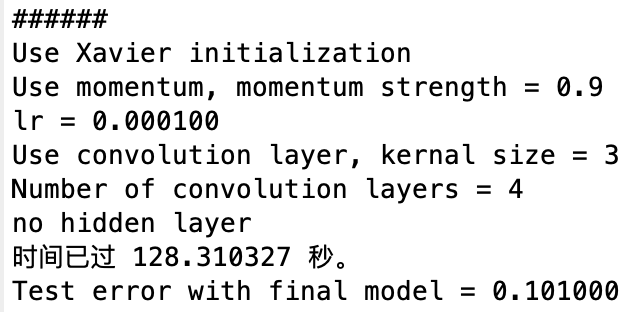 ######
Use Xavier initialization
Use momentum, momentum strength = 0.9
lr = 0.000100
Use convolution layer, kernal size = 3
Number of convolution layers = 4
no hidden layer
时间已过 128.310327 秒。
Test error with final model = 0.101000